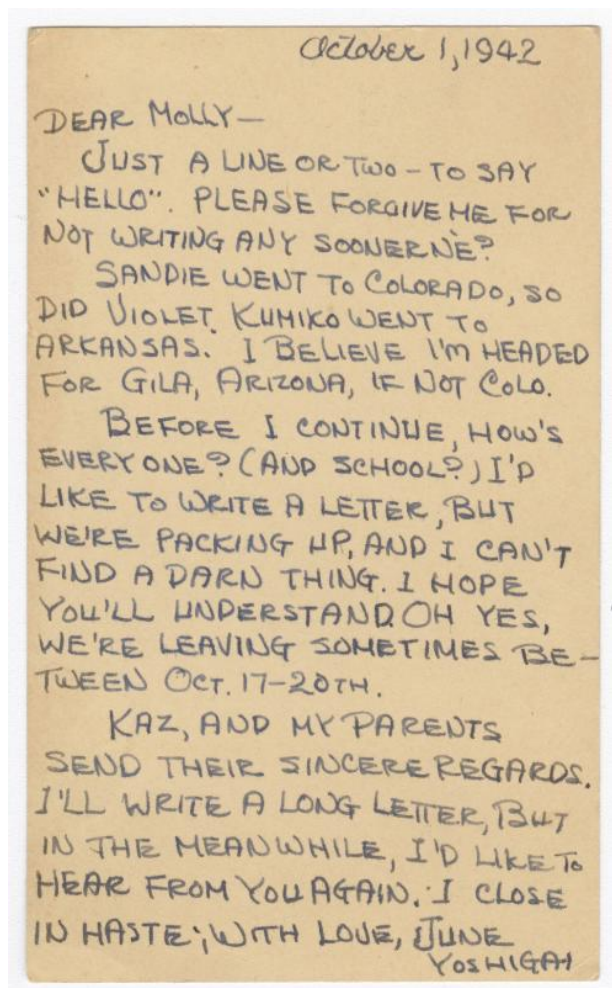 October 1, 1942
DEAR MOLLY—
JUST A LINE OR TWO – TO SAY
"HELLO". PLEASE FORGIVE ME FOR
NOT WRITING ANY SOONER NE?
SANDIE WENT TO COLORADO, SO
DID VIOLET. KUMIKO WENT TO
ARKANSAS. I BELIEVE I'M HEADED
FOR GILA, ARIZONA, IF NOT COLO.
BEFORE I CONTINUE, HOW'S
EVERYONE? (AND SCHOOL?) I'D
LIKE TO WRITE A LETTER, BUT
WE'RE PACKING UP, AND I CAN'T
FIND A DARN THING. I HOPE
YOU'LL UNDERSTAND. OH YES,
WE'RE LEAVING SOMETIMES BE–
TWEEN OCT. 17–20TH.
KAZ, AND MY PARENTS
SEND THEIR SINCERE REGARDS.
I'LL WRITE A LONG LETTER, BUT
IN THE MEANWHILE, I'D LIKE TO
HEAR FROM YOU AGAIN. I CLOSE
IN HASTE; WITH LOVE, JUNE
YOSHIGAI